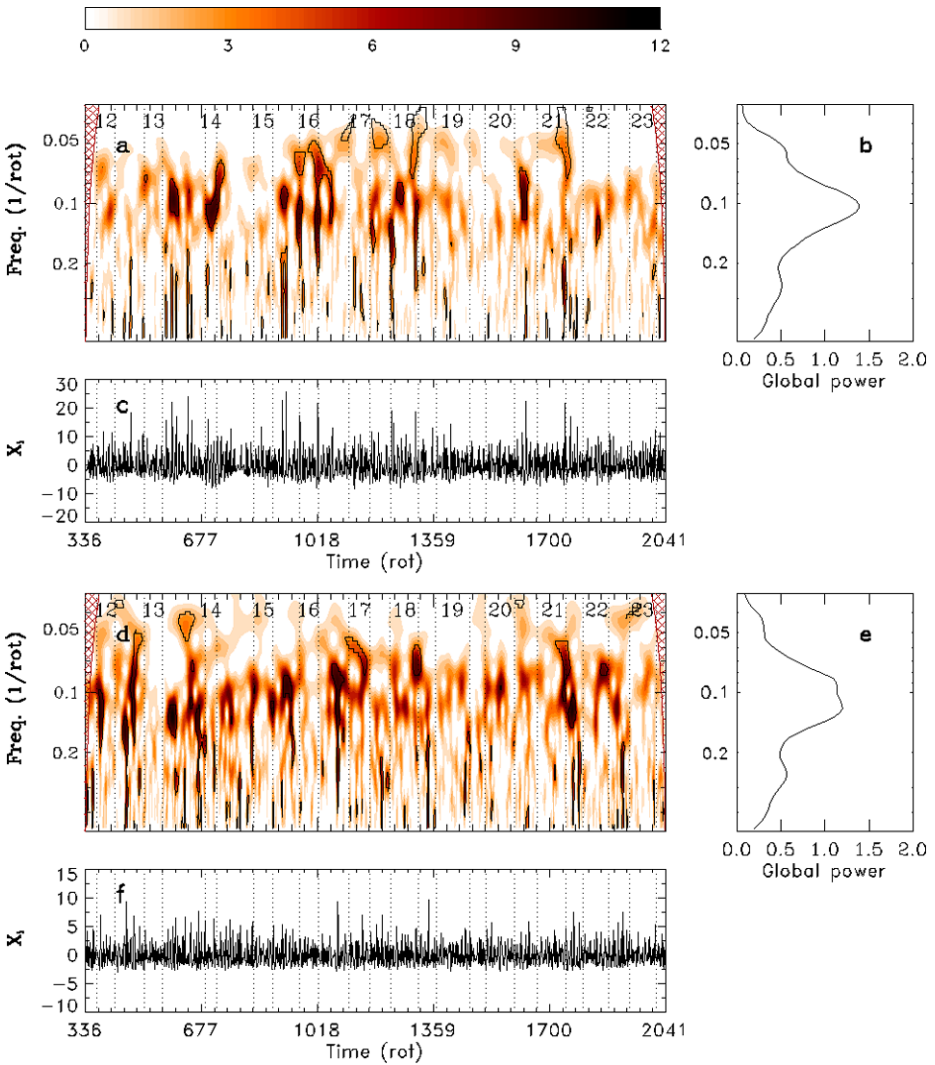 0 3 6 9 12
12 13 14 15 16 17 18 19 20 21 22 23
a
Freq. (1/rot)
0.05
0.1
0.2
b
0.05
0.1
0.2
0.0 0.5 1.0 1.5 2.0
Global power
c
X_i
30
20
10
0
−10
−20
336 677 1018 1359 1700 2041
Time (rot)
12 13 14 15 16 17 18 19 20 21 22 23
d
Freq. (1/rot)
0.05
0.1
0.2
e
0.05
0.1
0.2
0.0 0.5 1.0 1.5 2.0
Global power
f
X_i
15
10
5
0
−5
−10
336 677 1018 1359 1700 2041
Time (rot)